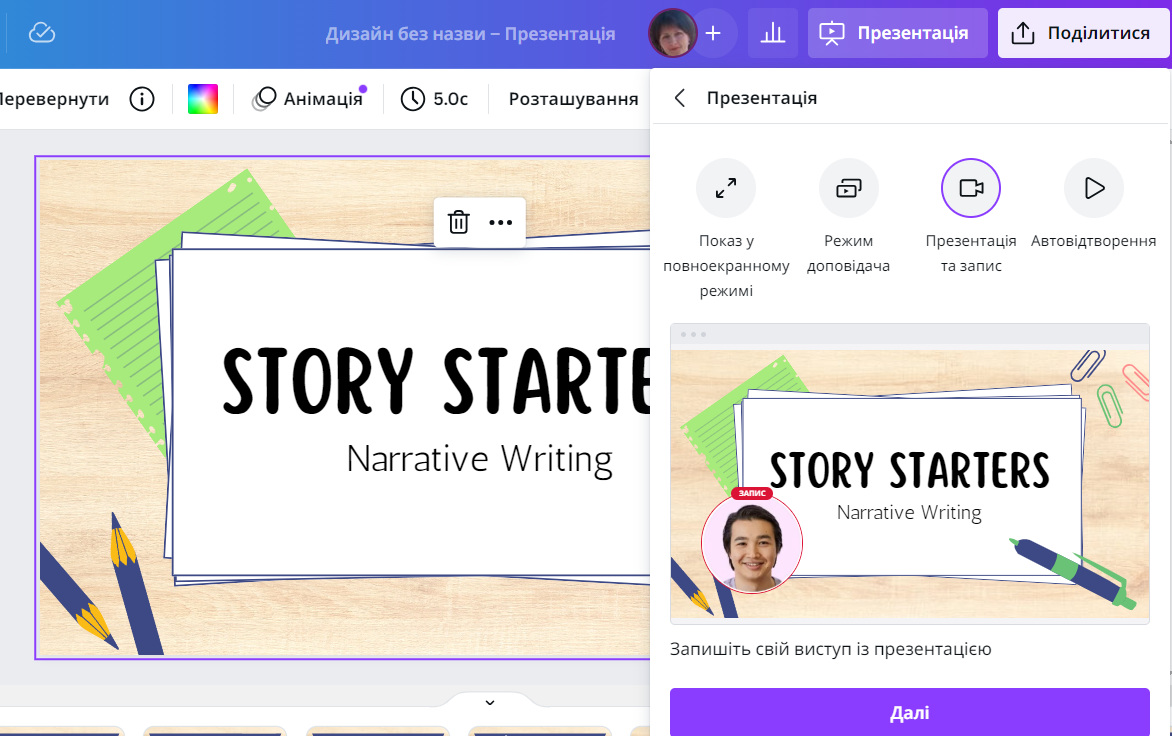 Дизайн без назви – Презентація
Презентація
Поділитися
Перевернути
Анімація
5.0с
Розташування
Презентація
Показ у
повноекранному
режимі
Режим
доповідача
Презентація
та запис
Автовідтворення
STORY STARTE
Narrative Writing
STORY STARTERS
Narrative Writing
ЗАПИС
Запишіть свій виступ із презентацією
Далі